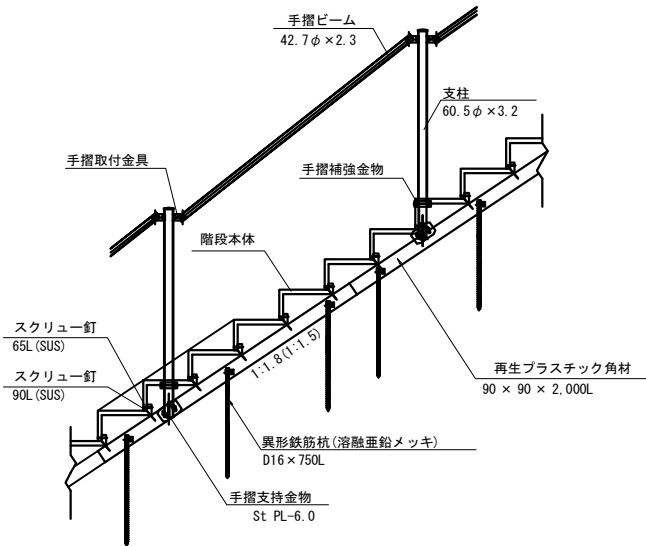 手摺ビーム
42.7φ×2.3
支柱
60.5φ×3.2
手摺取付金具
手摺補強金物
階段本体
スクリュー釘
65L(SUS)
スクリュー釘
90L(SUS)
1:1.8(1:1.5)
再生プラスチック角材
90 × 90 × 2,000L
異形鉄筋杭(溶融亜鉛メッキ)
D16×750L
手摺支持金物
St PL-6.0